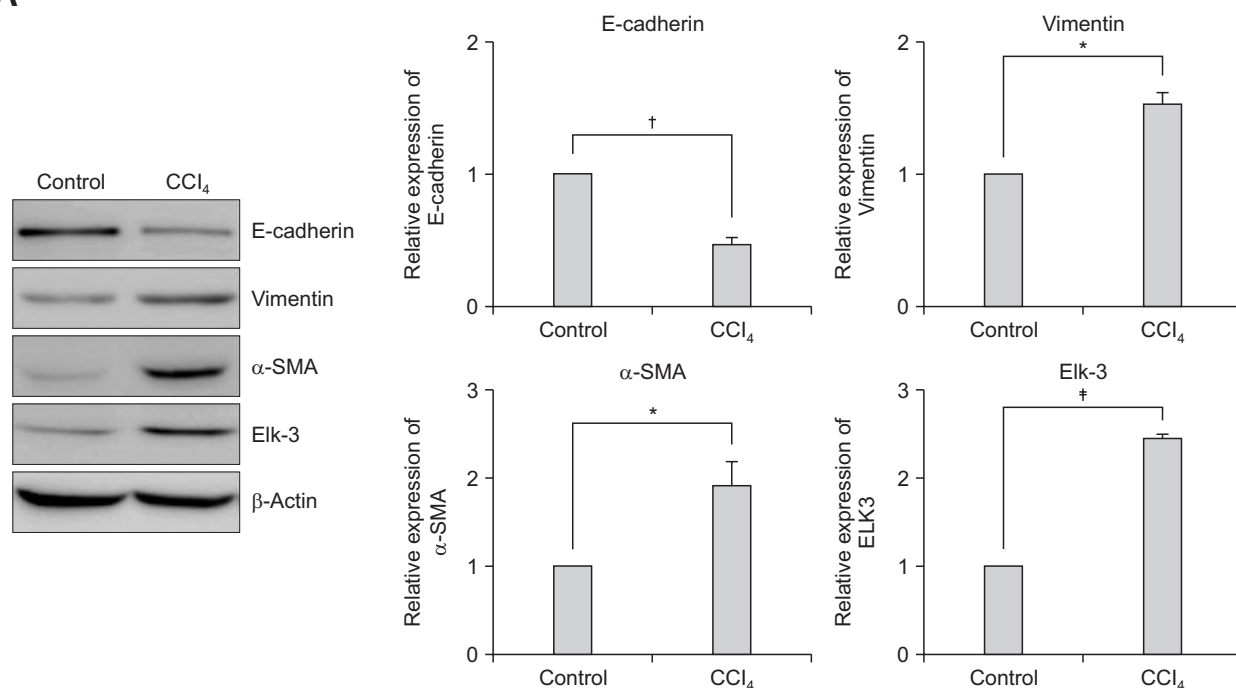 A
Control CCl₄
E-cadherin
Vimentin
α-SMA
Elk-3
β-Actin
E-cadherin
Relative expression of
E-cadherin
2
1
0
†
Control CCl₄
Vimentin
Relative expression of
Vimentin
2
1
0
*
Control CCl₄
α-SMA
Relative expression of
α-SMA
3
2
1
0
*
Control CCl₄
Elk-3
Relative expression of
ELK3
3
2
1
0
‡
Control CCl₄